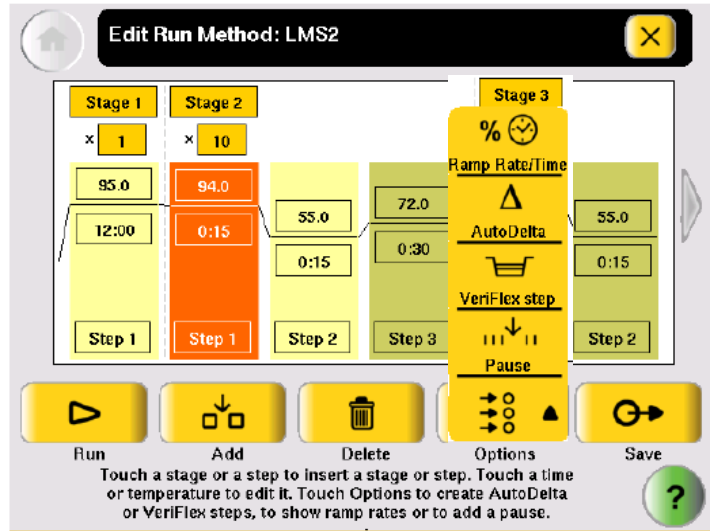 Edit Run Method: LMS2
Stage 1
Stage 2
Stage 3
× 1
× 10
95.0
94.0
55.0
72.0
55.0
12:00
0:15
0:15
0:30
0:15
Step 1
Step 1
Step 2
Step 3
Step 2
%
Ramp Rate/Time
Δ
AutoDelta
VeriFlex step
Pause
Run
Add
Delete
Options
Save
Touch a stage or a step to insert a stage or step. Touch a time
or temperature to edit it. Touch Options to create AutoDelta
or VeriFlex steps, to show ramp rates or to add a pause.
?